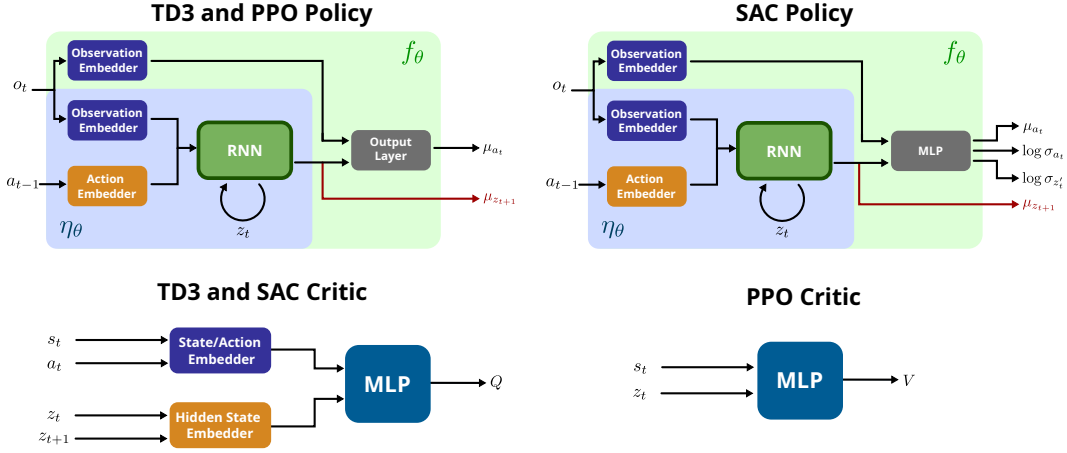 TD3 and PPO Policy
Observation
Embedder
f_θ
o_t
Observation
Embedder
RNN
Output
Layer
μ_{a_t}
a_{t−1}
Action
Embedder
μ_{z_{t+1}}
η_θ
z_t
SAC Policy
Observation
Embedder
f_θ
o_t
Observation
Embedder
RNN
MLP
μ_{a_t}
log σ_{a_t}
log σ_{z'_t}
a_{t−1}
Action
Embedder
μ_{z_{t+1}}
η_θ
z_t
TD3 and SAC Critic
s_t
a_t
State/Action
Embedder
MLP
Q
z_t
z_{t+1}
Hidden State
Embedder
PPO Critic
s_t
z_t
MLP
V